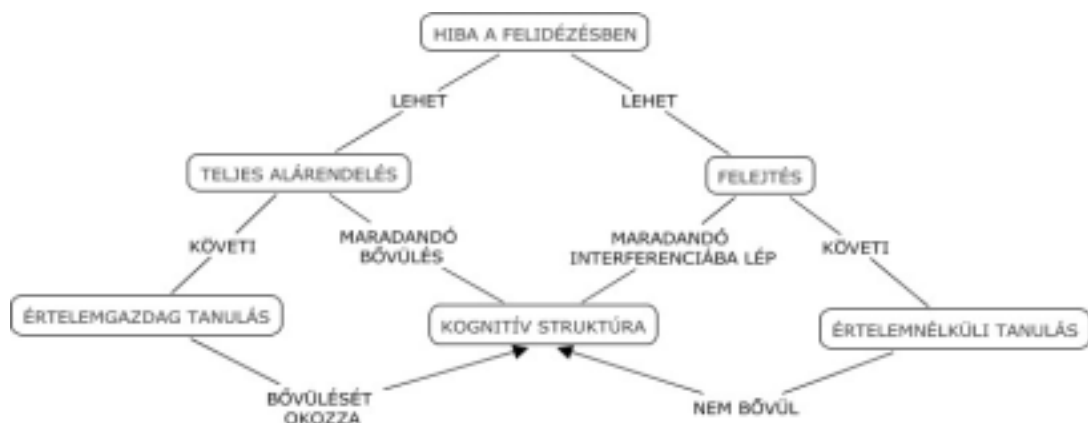 HIBA A FELIDÉZÉSBEN
LEHET
LEHET
TELJES ALÁRENDELÉS
FELEJTÉS
KÖVETI
MARADANDÓ
BŐVÜLÉS
MARADANDÓ
INTERFERENCIÁBA LÉP
KÖVETI
ÉRTELEMGAZDAG TANULÁS
KOGNITÍV STRUKTÚRA
ÉRTELEMNÉLKÜLI TANULÁS
BŐVÜLÉSÉT
OKOZZA
NEM BŐVÜL